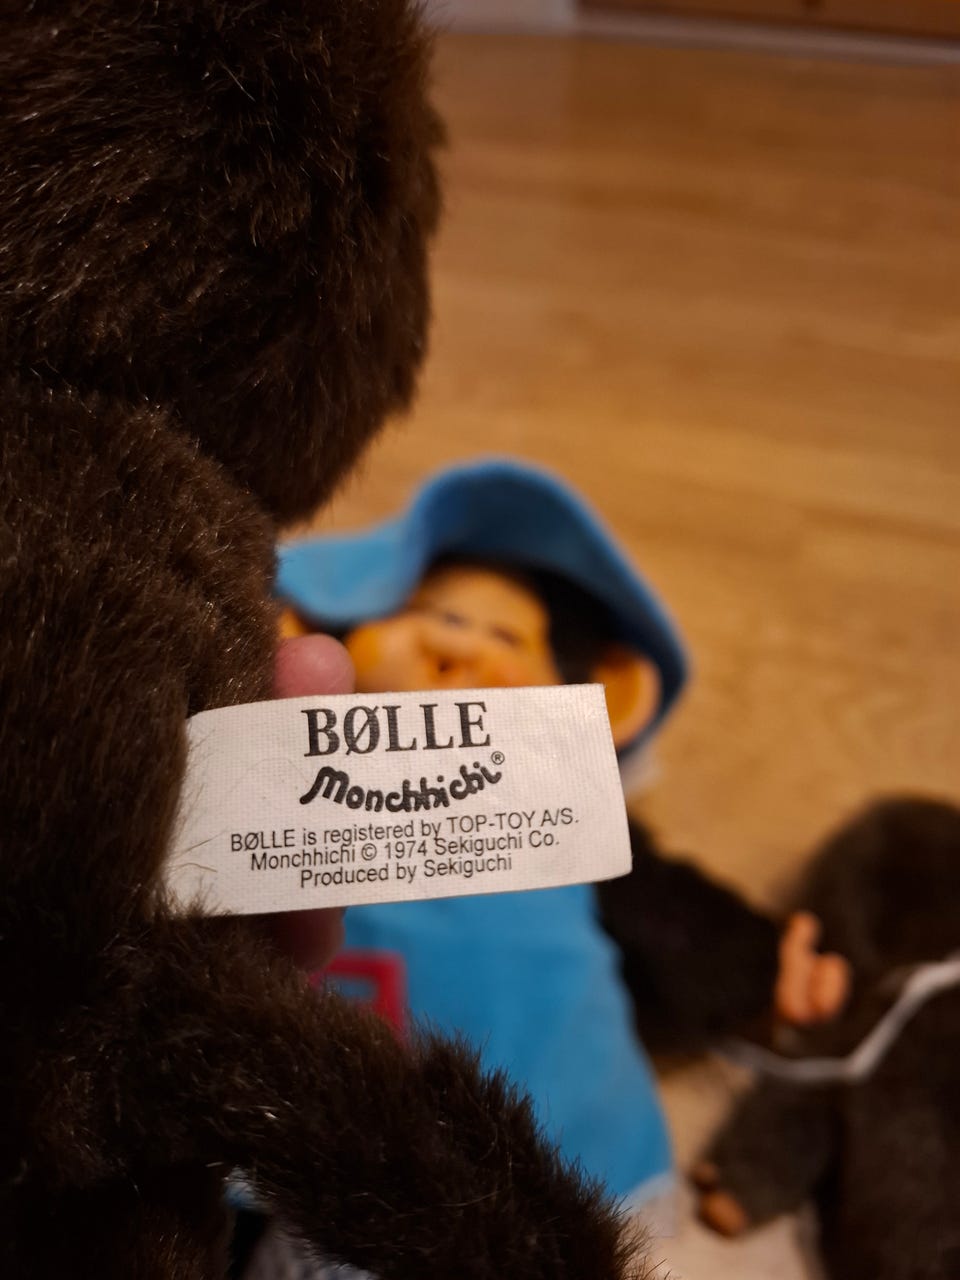 BØLLE
Monchhichi®
BØLLE is registered by TOP-TOY A/S.
Monchhichi © 1974 Sekiguchi Co.
Produced by Sekiguchi